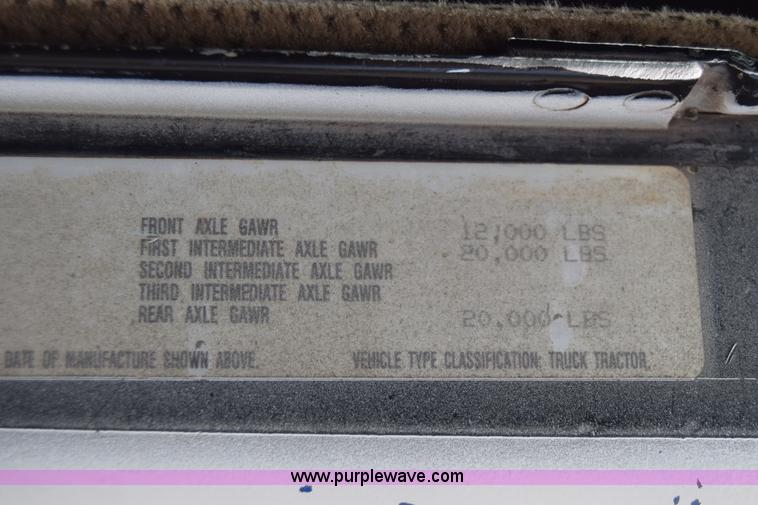 FRONT AXLE GAWR 12,000 LBS
FIRST INTERMEDIATE AXLE GAWR 20,000 LBS
SECOND INTERMEDIATE AXLE GAWR
THIRD INTERMEDIATE AXLE GAWR
REAR AXLE GAWR 20,000 LBS
DATE OF MANUFACTURE SHOWN ABOVE. VEHICLE TYPE CLASSIFICATION: TRUCK TRACTOR.
www.purplewave.com